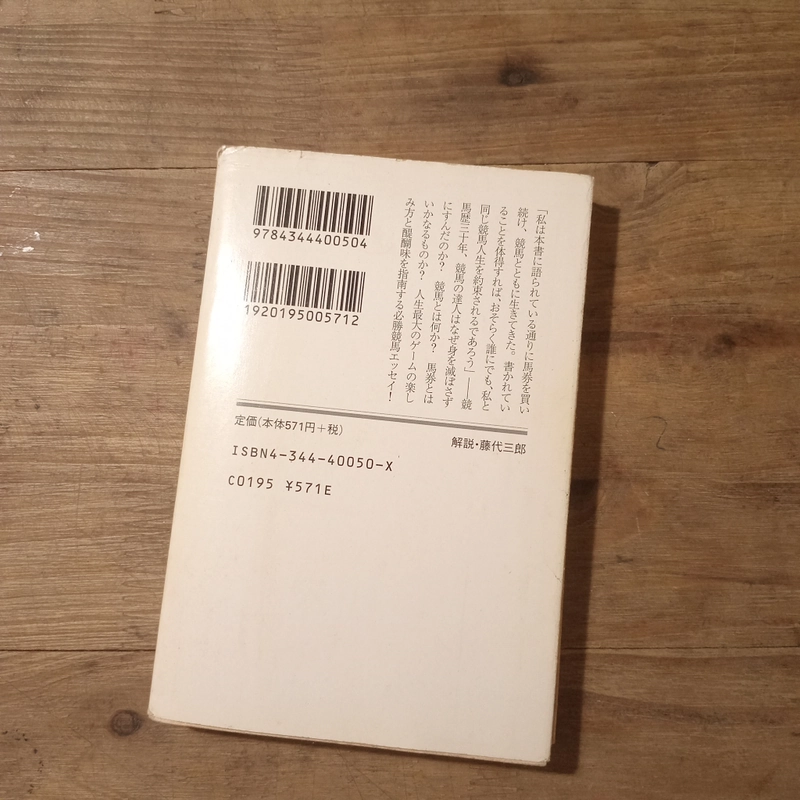 9784344400504
1920195005712
「私は本書に語られている通りに馬券を買い
続け、競馬とともに生きてきた。書かれてい
ることを体得すれば、おそらく誰にでも、私と
同じ競馬人生を約束されるであろう」——競
馬歴三十年、競馬の達人はなぜ身を滅ぼさず
にすんだのか？ 競馬とは何か？ 馬券とは
いかなるものか？ 人生最大のゲームの楽し
み方と醍醐味を指南する必勝競馬エッセイ！
定価(本体571円+税)
解説・藤代三郎
ISBN4-344-40050-X
C0195 ¥571E